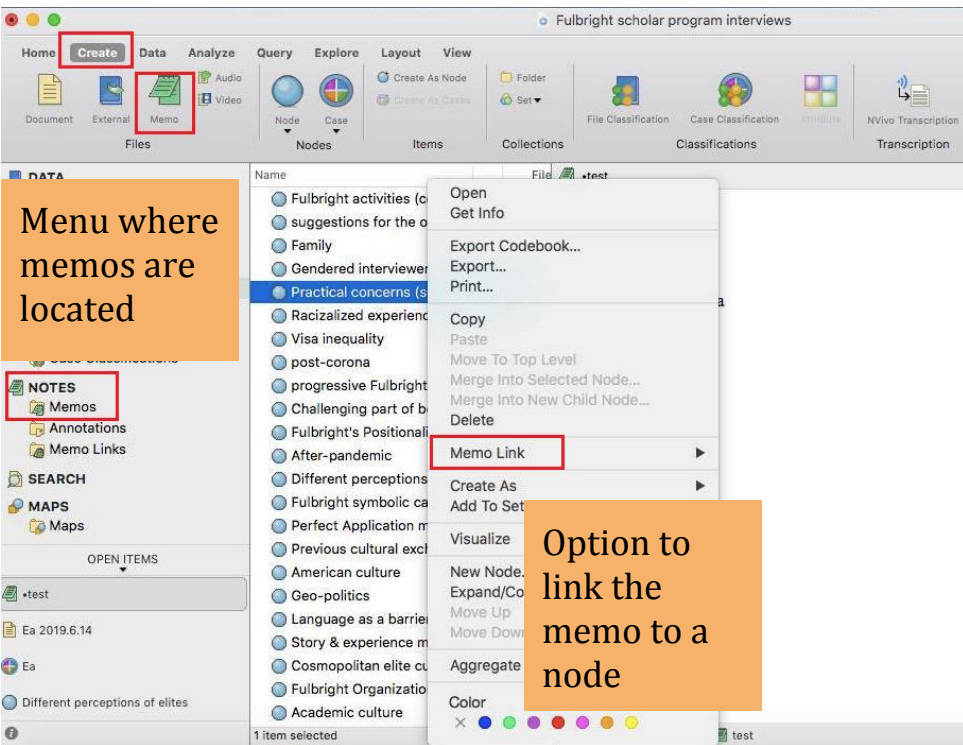 Fulbright scholar program interviews
Home Create Data Analyze Query Explore Layout View
Document External Memo Audio Video
Files
Node Case
Nodes
Create As Node
Create As Cases
Items
Folder
Set
Collections
File Classification Case Classification Attribute
Classifications
NVivo Transcription
Transcription
DATA
Menu where
memos are
located
Case Classifications
NOTES
Memos
Annotations
Memo Links
SEARCH
MAPS
Maps
OPEN ITEMS
•test
Ea 2019.6.14
Ea
Different perceptions of elites
Name File
Fulbright activities (c
suggestions for the o
Family
Gendered interviewer
Practical concerns (s
Racizalized experienc
Visa inequality
post-corona
progressive Fulbright
Challenging part of b
Fulbright's Positionali
After-pandemic
Different perceptions
Fulbright symbolic ca
Perfect Application m
Previous cultural exch
American culture
Geo-politics
Language as a barrie
Story & experience m
Cosmopolitan elite cu
Fulbright Organizatio
Academic culture
1 item selected
•test
a
Open
Get Info
Export Codebook...
Export...
Print...
Copy
Paste
Move To Top Level
Merge Into Selected Node...
Merge Into New Child Node...
Delete
Memo Link
Create As
Add To Set
Visualize
New Node.
Expand/Co
Move Up
Move Down
Aggregate
Color
Option to
link the
memo to a
node
test